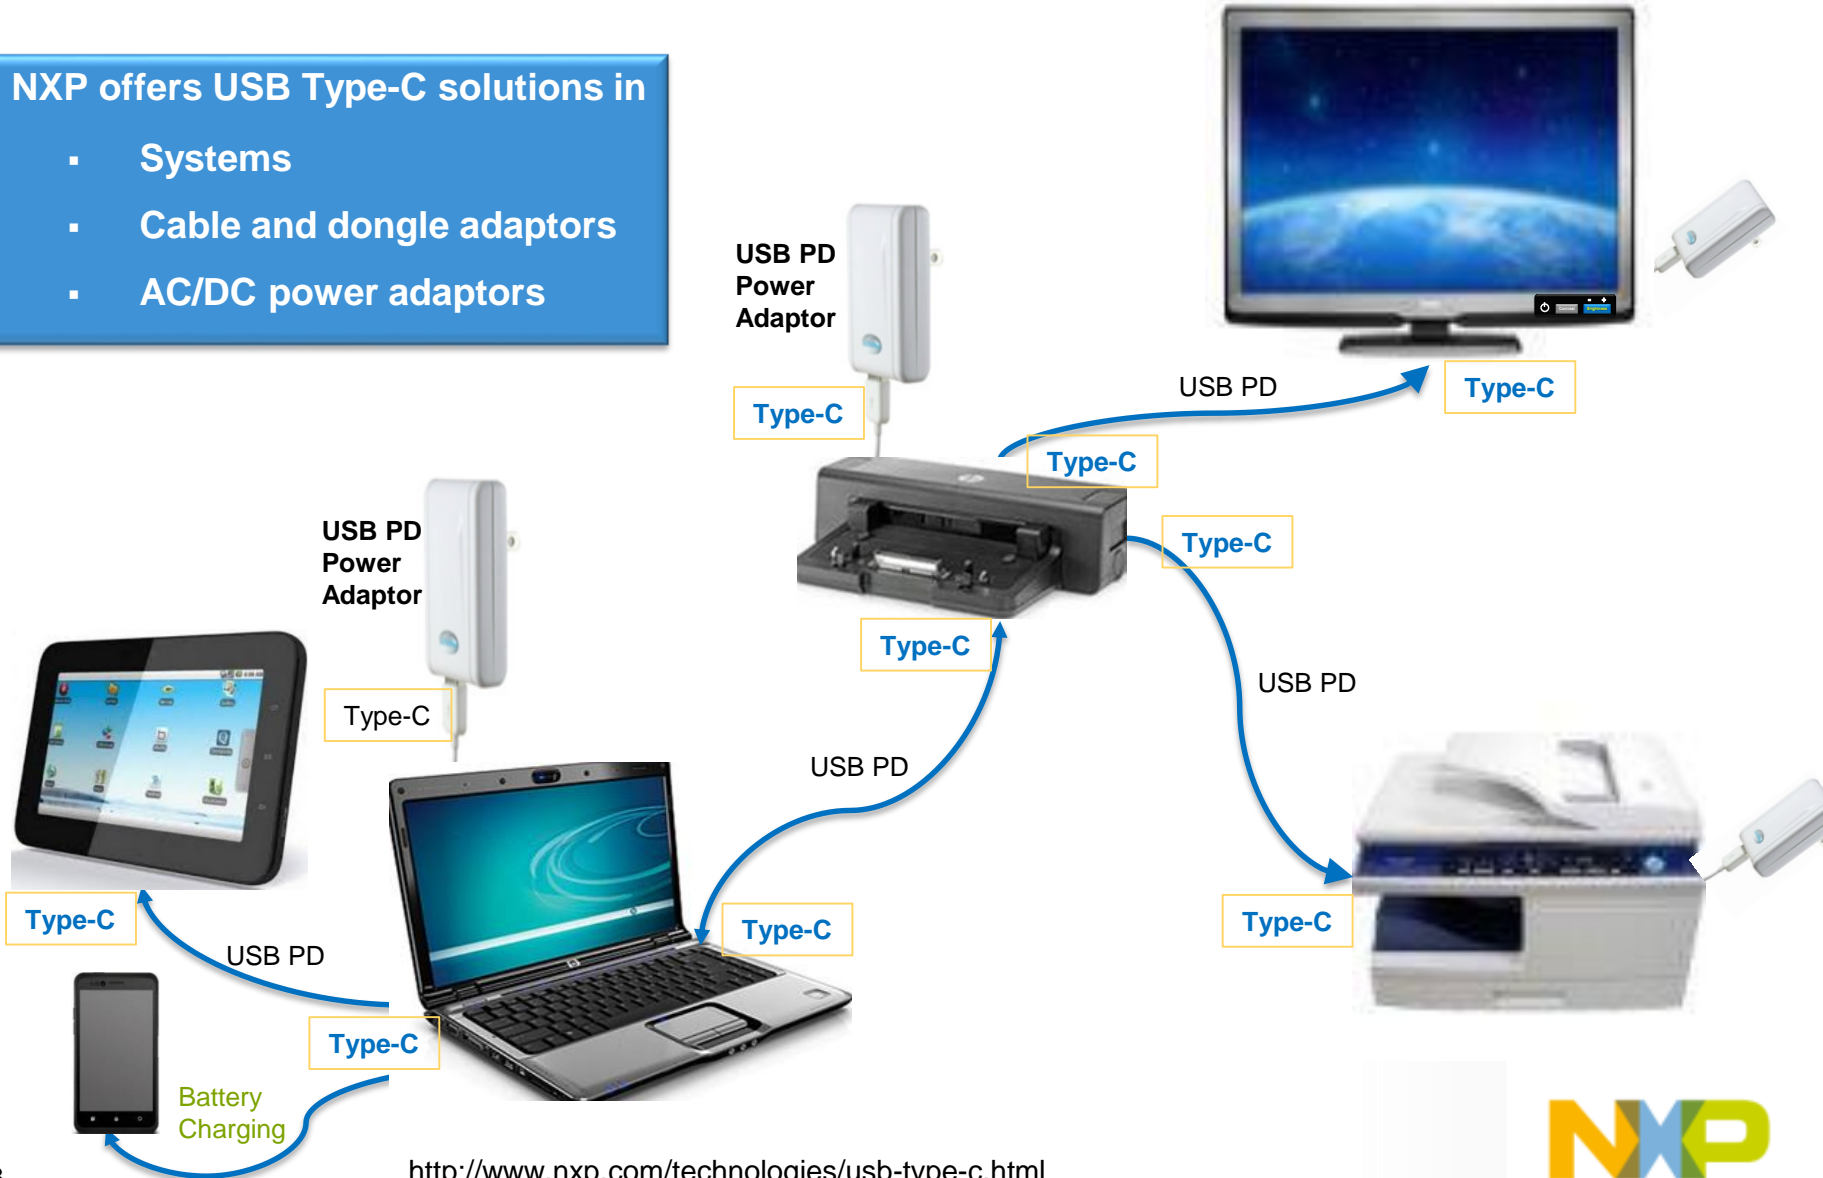 NXP offers USB Type-C solutions in
▪ Systems
▪ Cable and dongle adaptors
▪ AC/DC power adaptors
USB PD
Power
Adaptor
Type-C
USB PD
Type-C
Type-C
Type-C
USB PD
Power
Adaptor
Type-C
Type-C
USB PD
USB PD
Type-C
Type-C
Type-C
USB PD
Type-C
Battery
Charging
http://www.nxp.com/technologies/usb-type-c.html
NXP